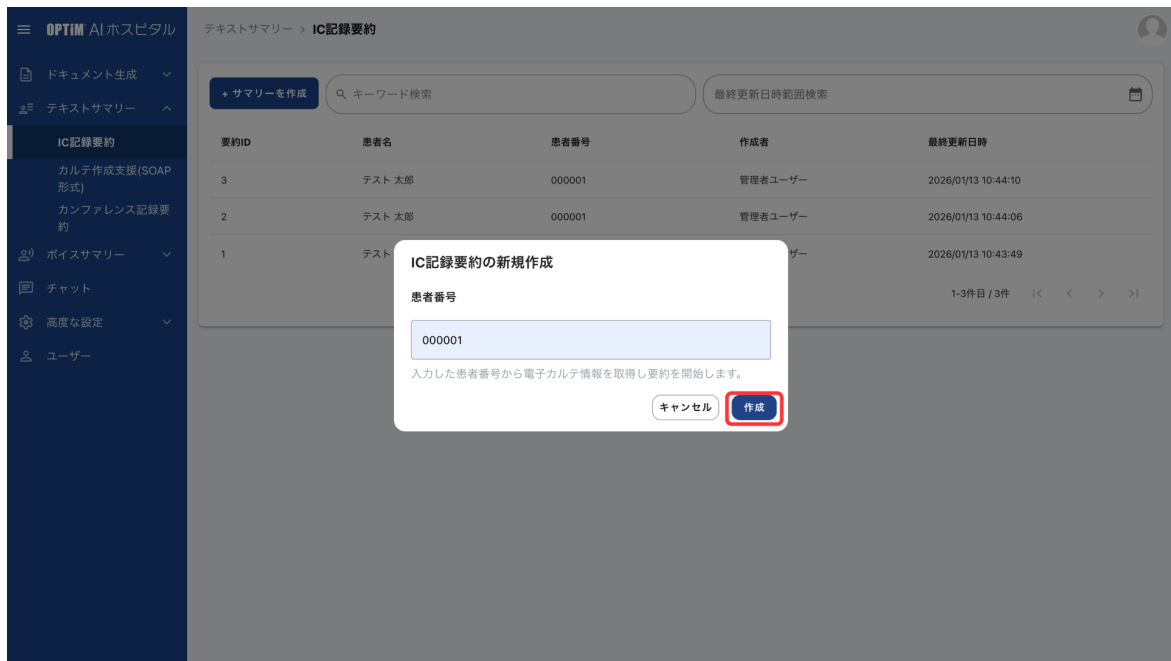 OPTiM AI ホスピタル
テキストサマリー > IC記録要約
ドキュメント生成
テキストサマリー
IC記録要約
カルテ作成支援(SOAP
形式)
カンファレンス記録要
約
ボイスサマリー
チャット
高度な設定
ユーザー
+ サマリーを作成
キーワード検索
最終更新日時範囲検索
要約ID 患者名 患者番号 作成者 最終更新日時
3 テスト 太郎 000001 管理者ユーザー 2026/01/13 10:44:10
2 テスト 太郎 000001 管理者ユーザー 2026/01/13 10:44:06
1 テスト ザー 2026/01/13 10:43:49
1-3件目 / 3件
IC記録要約の新規作成
患者番号
000001
入力した患者番号から電子カルテ情報を取得し要約を開始します。
キャンセル
作成